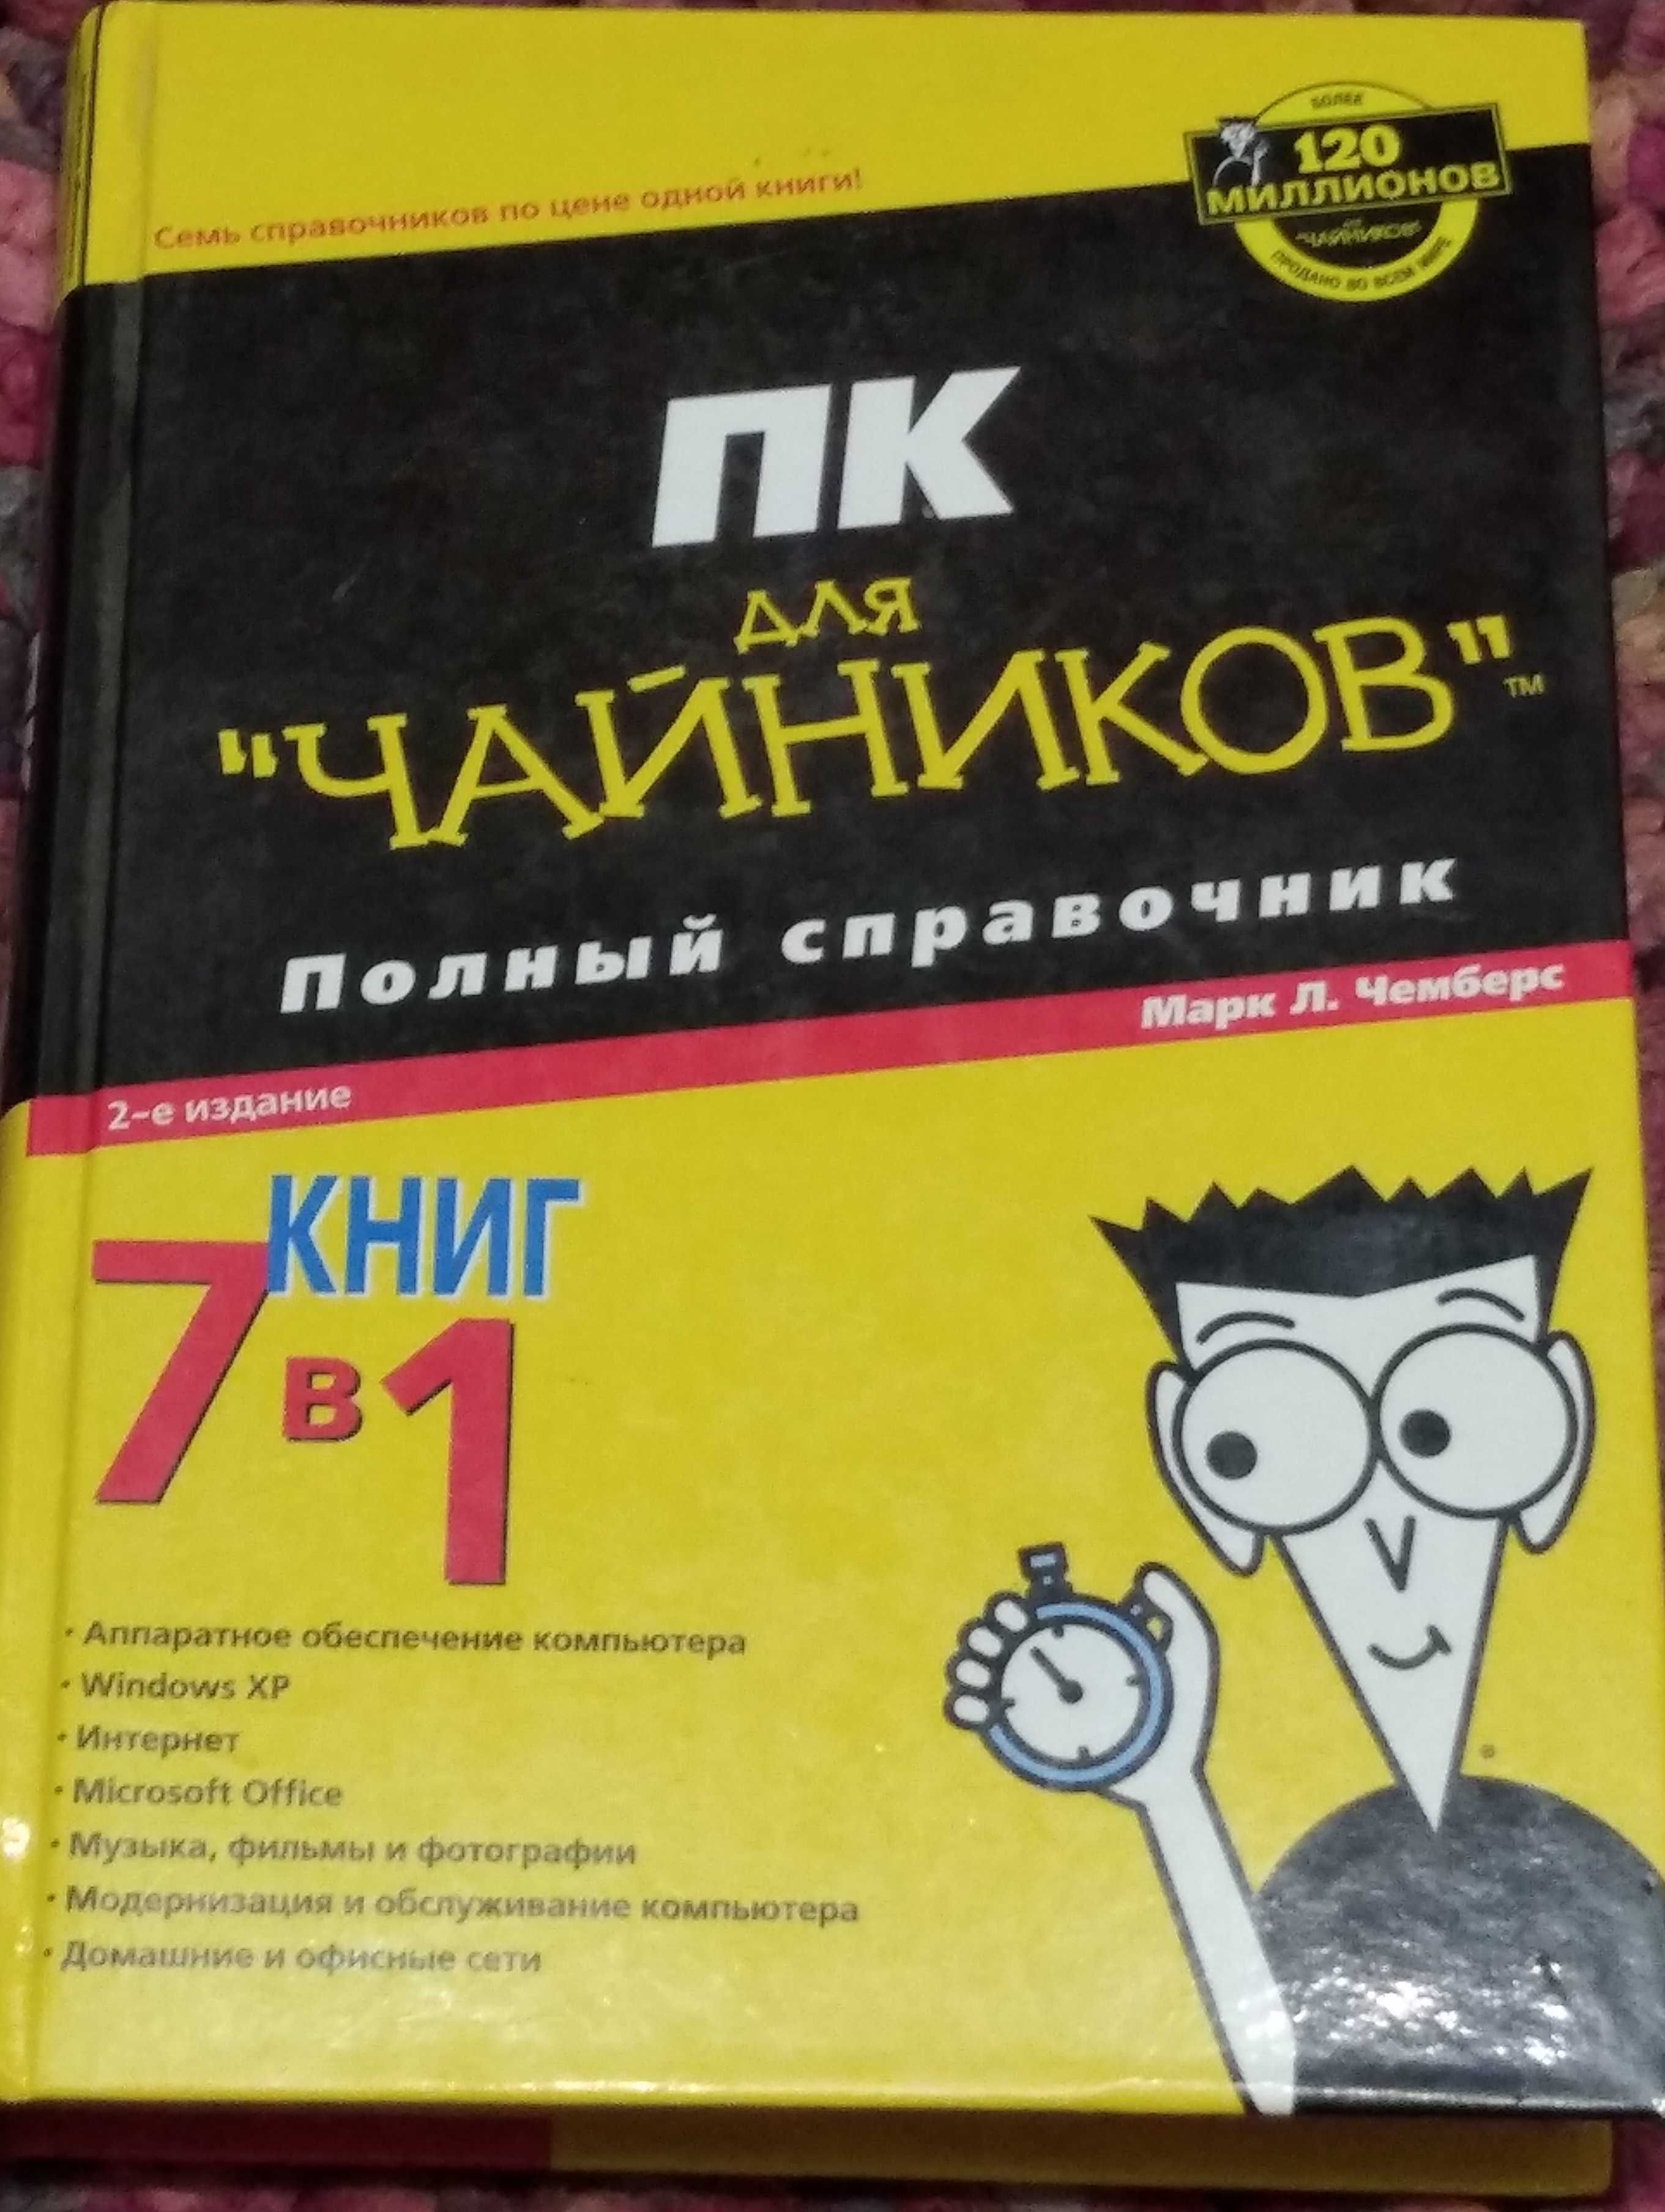 БОЛЕЕ
120
МИЛЛИОНОВ
"ЧАЙНИКОВ"
ПРОДАНО ВО ВСЕМ МИРЕ
Семь справочников по цене одной книги!
ПК
для
"ЧАЙНИКОВ"™
Полный справочник
Марк Л. Чемберс
2-е издание
7 КНИГ
в 1
• Аппаратное обеспечение компьютера
• Windows XP
• Интернет
• Microsoft Office
• Музыка, фильмы и фотографии
• Модернизация и обслуживание компьютера
• Домашние и офисные сети
®